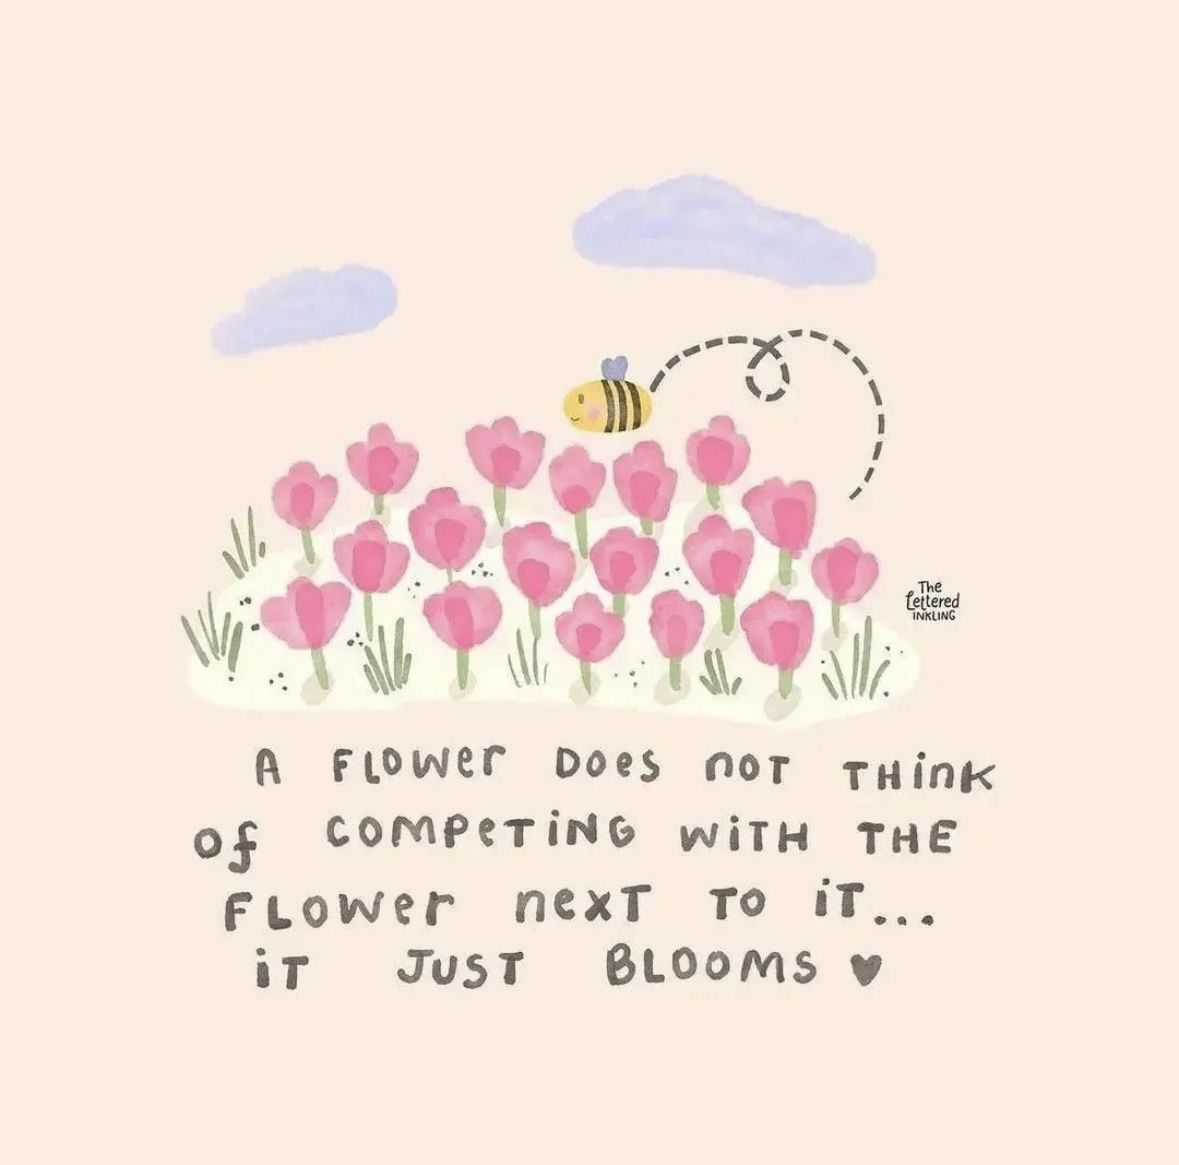 The
Lettered
INKLING
A FLOWer DOes noT THinK
of COMPeTiNG WiTH THE
FLOWer nexT TO iT...
iT JUST BLOOMS ♥